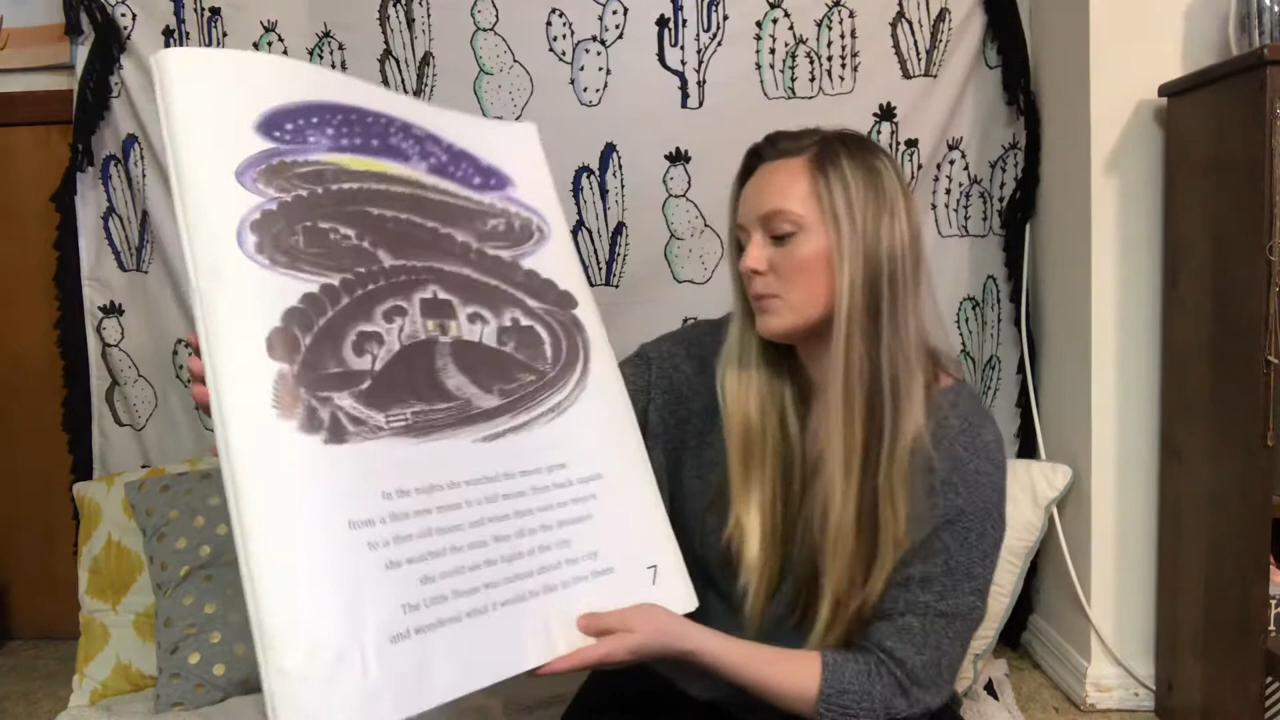 In the nights she watched the moon grow
from a thin new moon to a full moon, then back again
to a thin old moon; and when there was no moon
she watched the stars. Way off in the distance
she could see the lights of the city.
The Little House was curious about the city
and wondered what it would be like to live there.
7